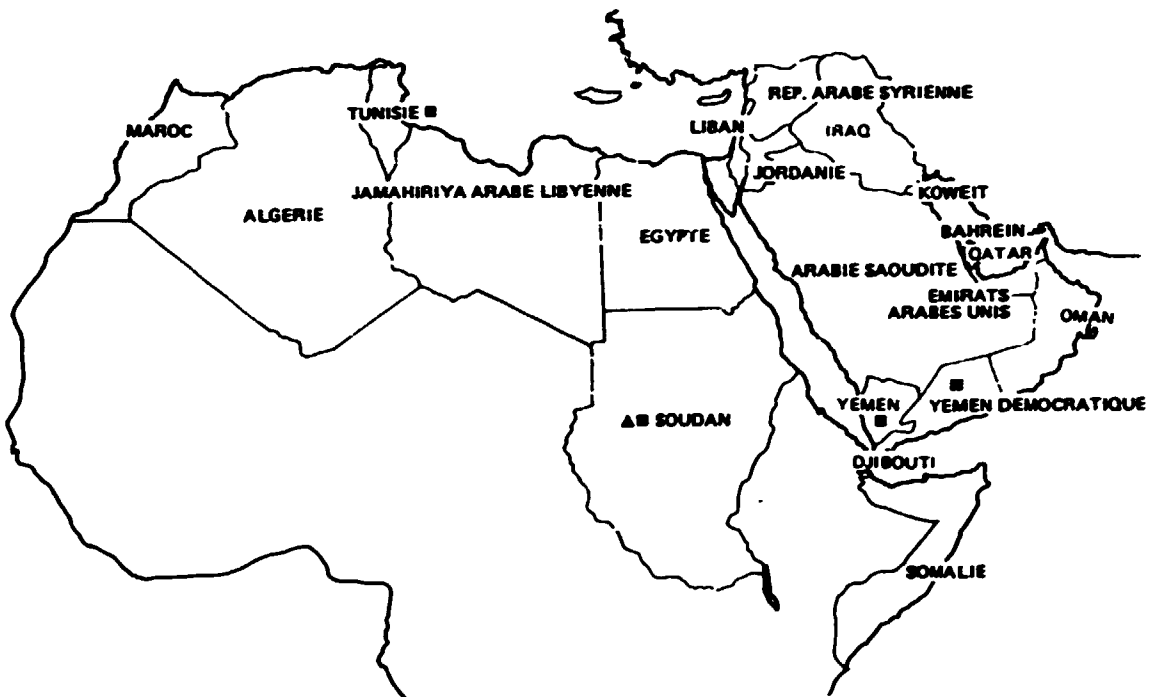 REP. ARABE SYRIENNE
TUNISIE
LIBAN
MAROC
IRAQ
JORDANIE
JAMAHIRIYA ARABE LIBYENNE
KOWEIT
ALGERIE
EGYPTE
BAHREIN
QATAR
ARABIE SAOUDITE
EMIRATS
ARABES UNIS
OMAN
YEMEN
YEMEN DEMOCRATIQUE
SOUDAN
DJIBOUTI
SOMALIE